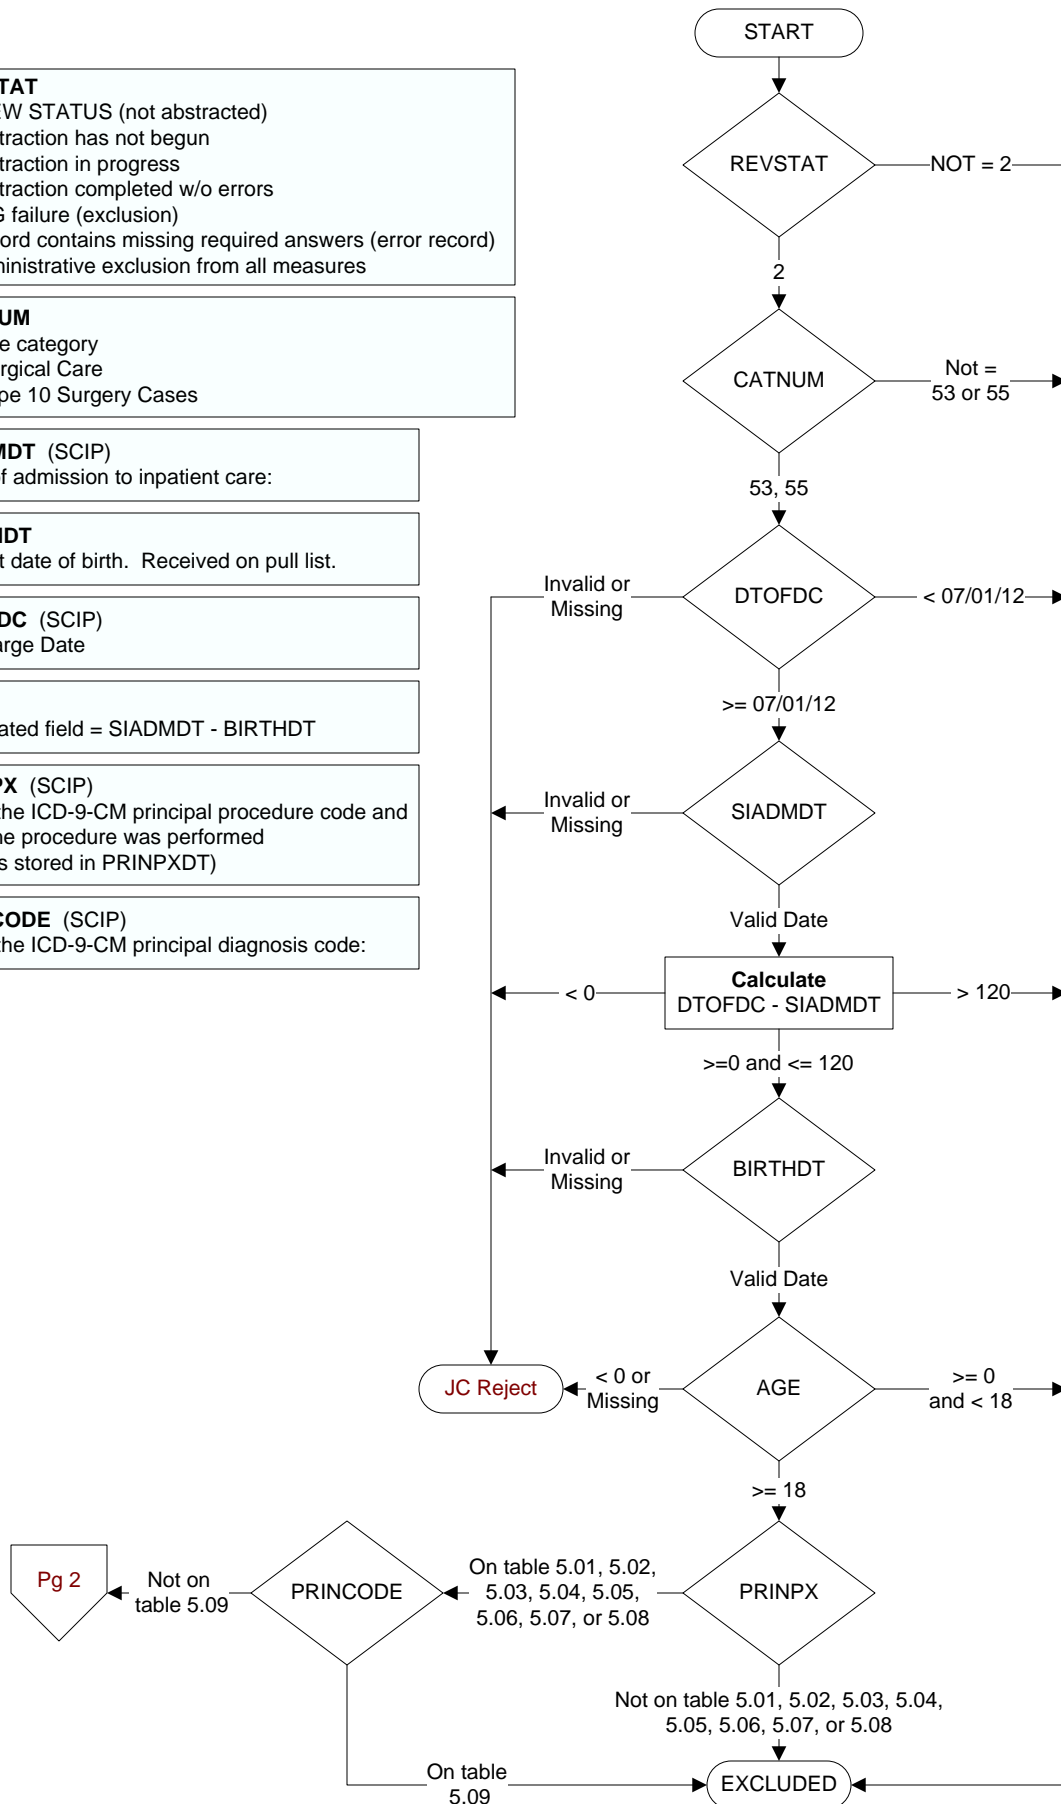 START
TAT
EW STATUS (not abstracted)
traction has not begun
traction in progress
traction completed w/o errors
G failure (exclusion)
ord contains missing required answers (error record)
ministrative exclusion from all measures
REVSTAT
NOT = 2
2
UM
e category
rgical Care
pe 10 Surgery Cases
CATNUM
Not =
53 or 55
53, 55
MDT (SCIP)
of admission to inpatient care:
HDT
t date of birth. Received on pull list.
Invalid or
Missing
DTOFDC
< 07/01/12
DC (SCIP)
arge Date
>= 07/01/12
ated field = SIADMDT - BIRTHDT
PX (SCIP)
the ICD-9-CM principal procedure code and
he procedure was performed
s stored in PRINPXDT)
Invalid or
Missing
SIADMDT
CODE (SCIP)
the ICD-9-CM principal diagnosis code:
Valid Date
< 0
Calculate
DTOFDC - SIADMDT
> 120
>=0 and <= 120
Invalid or
Missing
BIRTHDT
Valid Date
JC Reject
< 0 or
Missing
AGE
>= 0
and < 18
>= 18
Pg 2
Not on
table 5.09
PRINCODE
On table 5.01, 5.02,
5.03, 5.04, 5.05,
5.06, 5.07, or 5.08
PRINPX
Not on table 5.01, 5.02, 5.03, 5.04,
5.05, 5.06, 5.07, or 5.08
On table
5.09
EXCLUDED